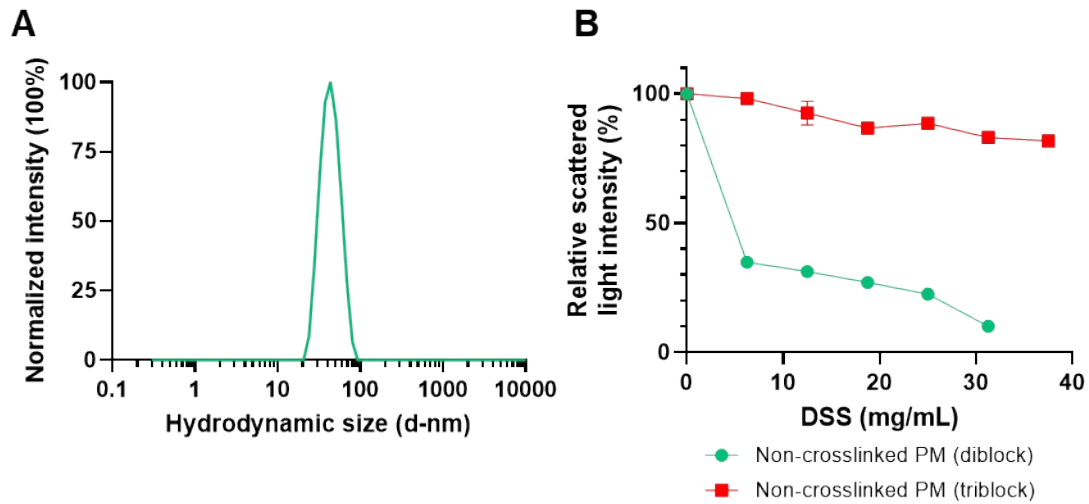 A
Normalized intensity (100%)
100
75
50
25
0
0.1 1 10 100 1000 10000
Hydrodynamic size (d-nm)
B
Relative scattered
light intensity (%)
100
50
0
0 10 20 30 40
DSS (mg/mL)
Non-crosslinked PM (diblock)
Non-crosslinked PM (triblock)